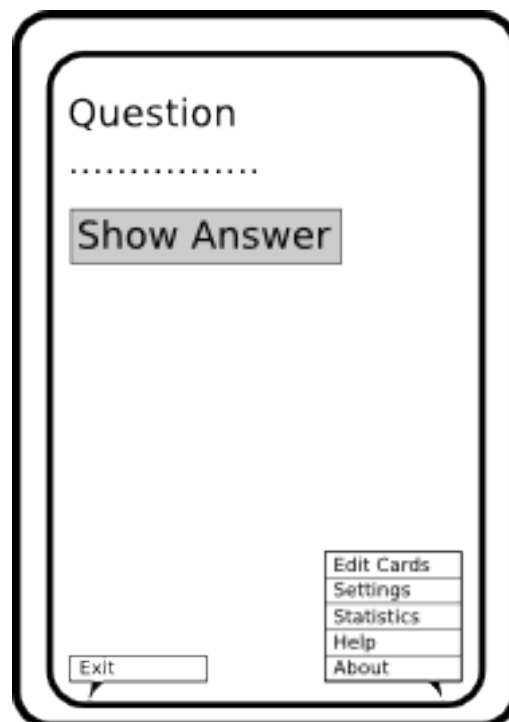 Question
................
Show Answer
Edit Cards
Settings
Statistics
Help
Exit
About